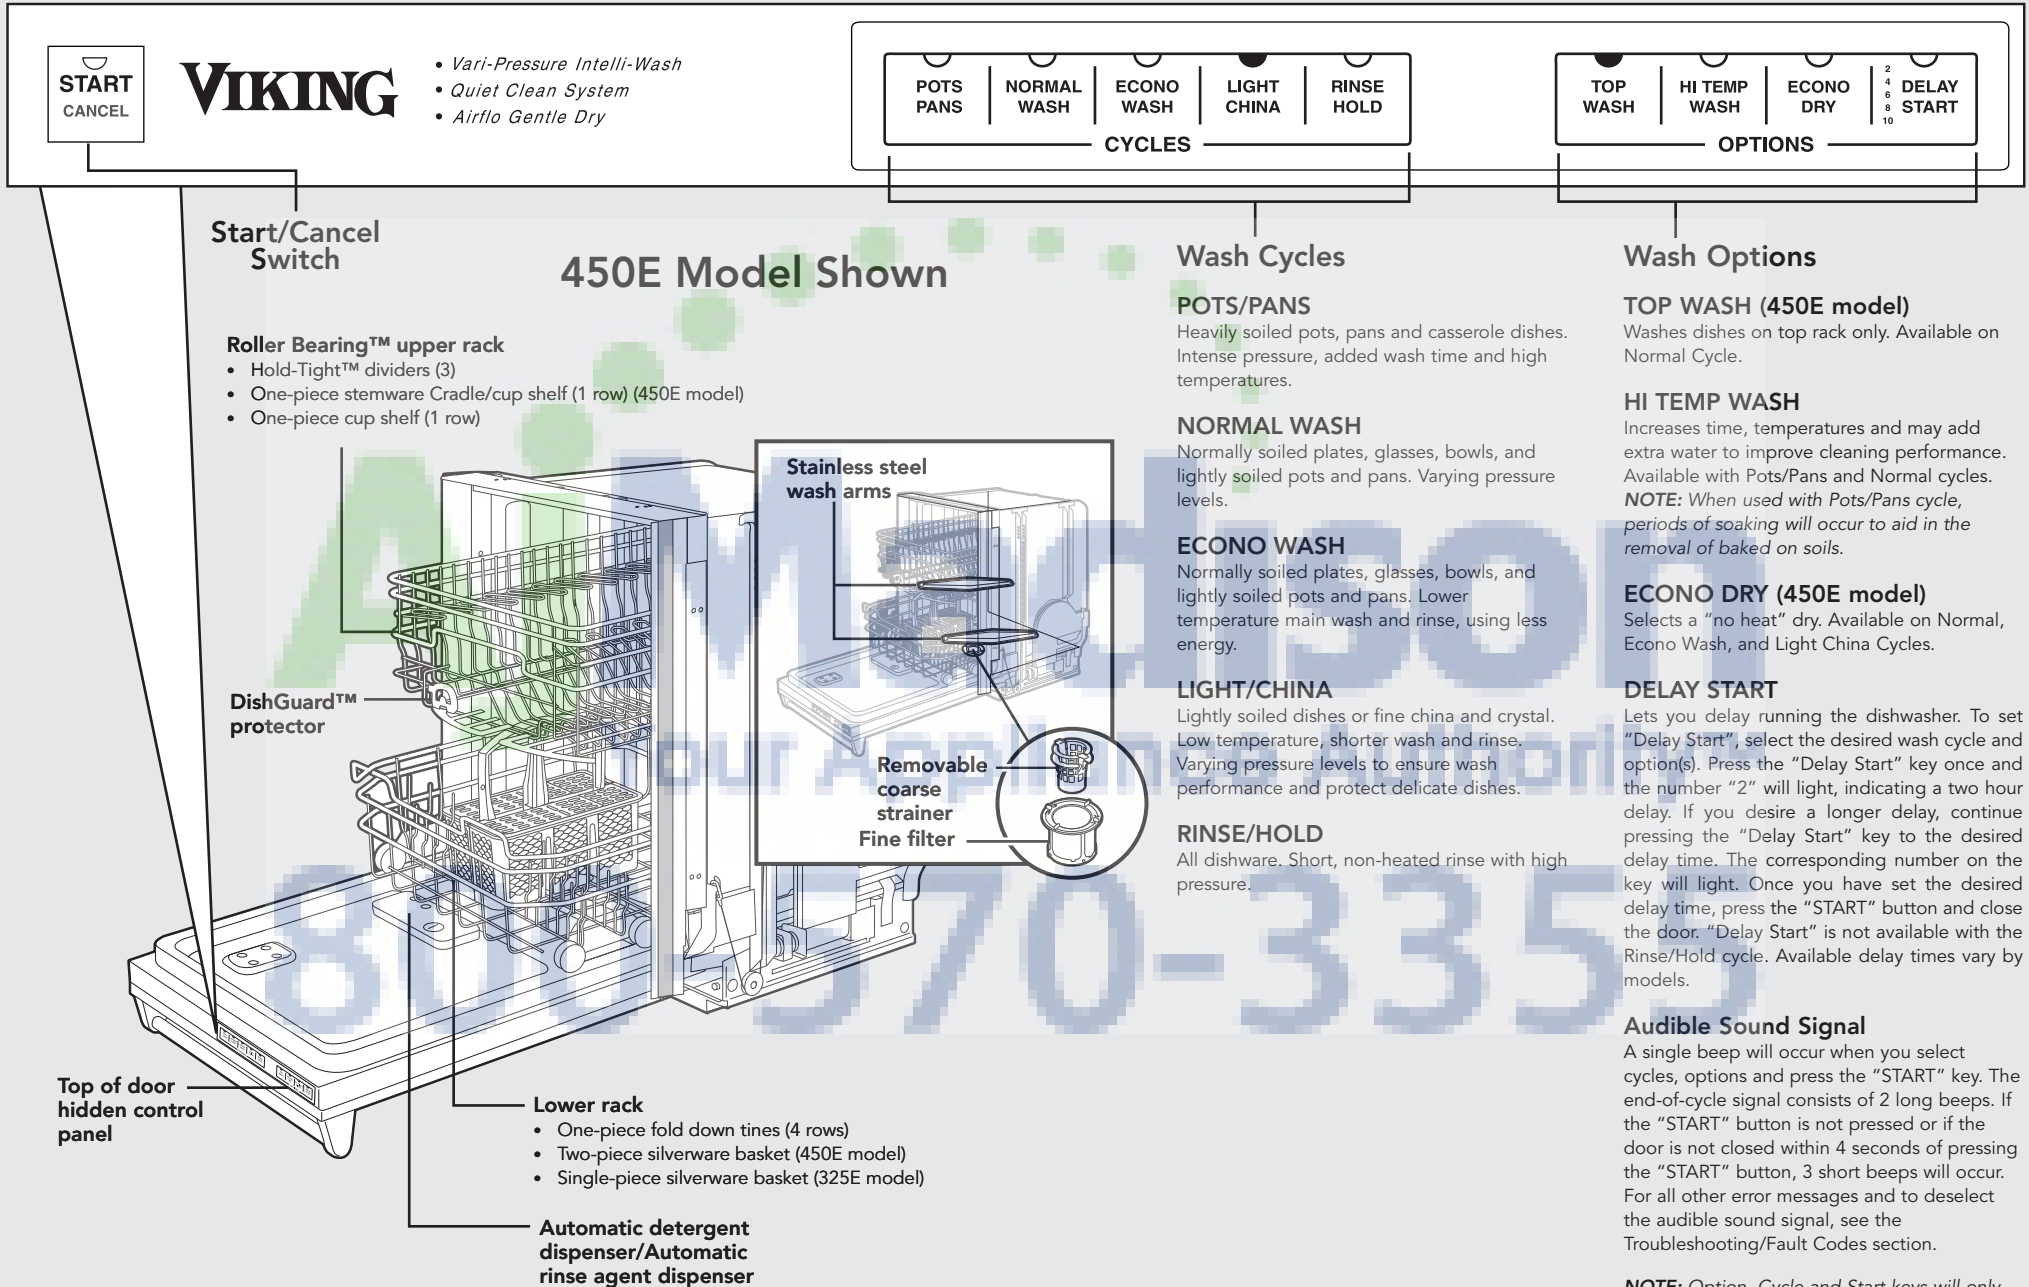 START
CANCEL
VIKING
• Vari-Pressure Intelli-Wash
• Quiet Clean System
• Airflo Gentle Dry
POTS
PANS
NORMAL
WASH
ECONO
WASH
LIGHT
CHINA
RINSE
HOLD
CYCLES
TOP
WASH
HI TEMP
WASH
ECONO
DRY
2
4
6
8
10
DELAY
START
OPTIONS
Start/Cancel
Switch
450E Model Shown
Roller Bearing™ upper rack
• Hold-Tight™ dividers (3)
• One-piece stemware Cradle/cup shelf (1 row) (450E model)
• One-piece cup shelf (1 row)
DishGuard™
protector
Stainless steel
wash arms
Removable
coarse
strainer
Fine filter
Top of door
hidden control
panel
Lower rack
• One-piece fold down tines (4 rows)
• Two-piece silverware basket (450E model)
• Single-piece silverware basket (325E model)
Automatic detergent
dispenser/Automatic
rinse agent dispenser
Wash Cycles
POTS/PANS
Heavily soiled pots, pans and casserole dishes.
Intense pressure, added wash time and high
temperatures.
NORMAL WASH
Normally soiled plates, glasses, bowls, and
lightly soiled pots and pans. Varying pressure
levels.
ECONO WASH
Normally soiled plates, glasses, bowls, and
lightly soiled pots and pans. Lower
temperature main wash and rinse, using less
energy.
LIGHT/CHINA
Lightly soiled dishes or fine china and crystal.
Low temperature, shorter wash and rinse.
Varying pressure levels to ensure wash
performance and protect delicate dishes.
RINSE/HOLD
All dishware. Short, non-heated rinse with high
pressure.
Wash Options
TOP WASH (450E model)
Washes dishes on top rack only. Available on
Normal Cycle.
HI TEMP WASH
Increases time, temperatures and may add
extra water to improve cleaning performance.
Available with Pots/Pans and Normal cycles.
NOTE: When used with Pots/Pans cycle,
periods of soaking will occur to aid in the
removal of baked on soils.
ECONO DRY (450E model)
Selects a “no heat” dry. Available on Normal,
Econo Wash, and Light China Cycles.
DELAY START
Lets you delay running the dishwasher. To set
“Delay Start”, select the desired wash cycle and
option(s). Press the “Delay Start” key once and
the number “2” will light, indicating a two hour
delay. If you desire a longer delay, continue
pressing the “Delay Start” key to the desired
delay time. The corresponding number on the
key will light. Once you have set the desired
delay time, press the “START” button and close
the door. “Delay Start” is not available with the
Rinse/Hold cycle. Available delay times vary by
models.
Audible Sound Signal
A single beep will occur when you select
cycles, options and press the “START” key. The
end-of-cycle signal consists of 2 long beeps. If
the “START” button is not pressed or if the
door is not closed within 4 seconds of pressing
the “START” button, 3 short beeps will occur.
For all other error messages and to deselect
the audible sound signal, see the
Troubleshooting/Fault Codes section.
NOTE: Option, Cycle and Start keys will only
AjMadison
Your Appliance Authority
800-570-3355